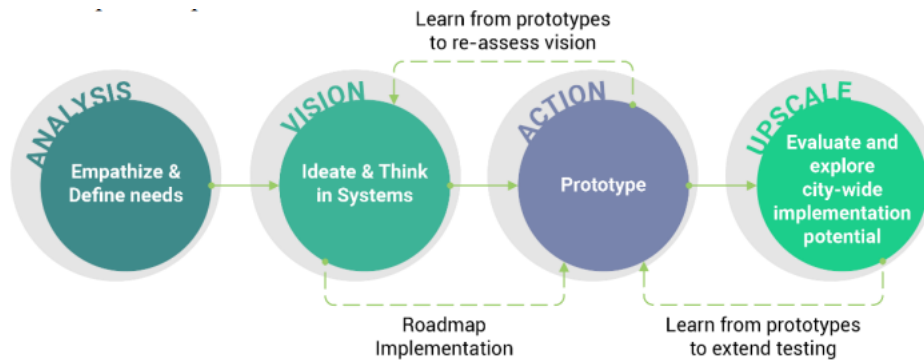 Learn from prototypes
to re-assess vision
ANALYSIS
Empathize &
Define needs
VISION
Ideate & Think
in Systems
ACTION
Prototype
UPSCALE
Evaluate and
explore
city-wide
implementation
potential
Roadmap
Implementation
Learn from prototypes
to extend testing